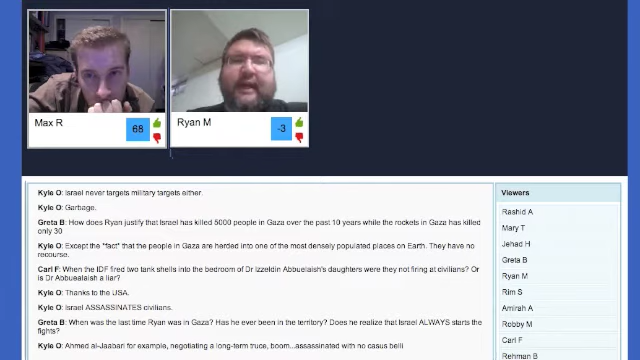 Max R
68
Ryan M
-3
Kyle O: Israel never targets military targets either.
Kyle O: Garbage.
Greta B: How does Ryan justify that Israel has killed 5000 people in Gaza over the past 10 years while the rockets in Gaza has killed
only 30
Kyle O: Except the *fact* that the people in Gaza are herded into one of the most densely populated places on Earth. They have no
recourse.
Carl F: When the IDF fired two tank shells into the bedroom of Dr Izzeldin Abbuelaish's daughters were they not firing at civilians? Or
is Dr Abbuealaish a liar?
Kyle O: Thanks to the USA.
Kyle O: Israel ASSASSINATES civilians.
Greta B: When was the last time Ryan was in Gaza? Has he ever been in the territory? Does he realize that Israel ALWAYS starts the
fights?
Kyle O: Ahmed al-Jaabari for example, negotiating a long-term truce, boom...assassinated with no casus belli
Viewers
Rashid A
Mary T
Jehad H
Greta B
Ryan M
Rim S
Amirah A
Robby M
Carl F
Rehman B